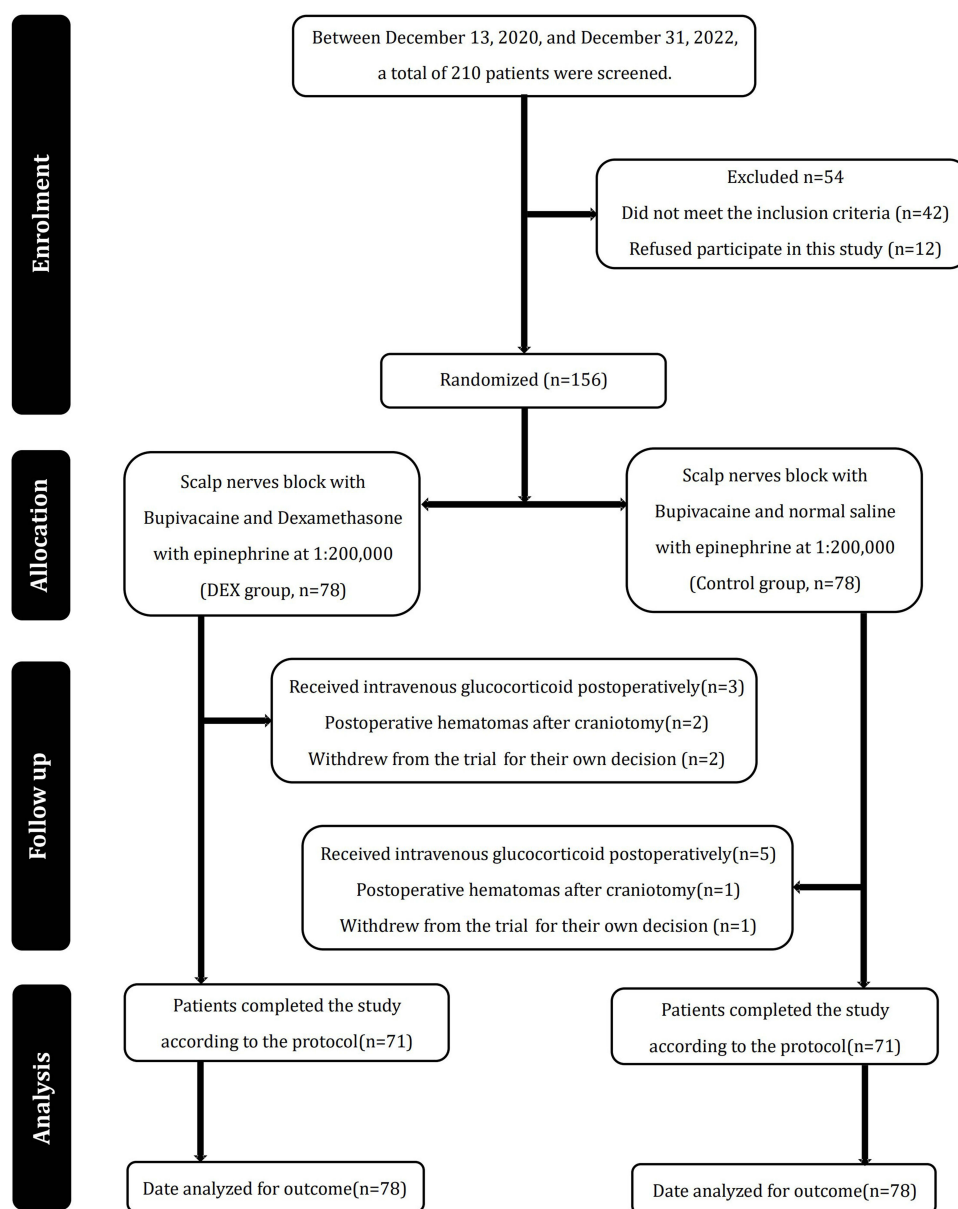 Enrolment
Between December 13, 2020, and December 31, 2022,
a total of 210 patients were screened.
Excluded n=54
Did not meet the inclusion criteria (n=42)
Refused participate in this study (n=12)
Randomized (n=156)
Allocation
Scalp nerves block with
Bupivacaine and Dexamethasone
with epinephrine at 1:200,000
(DEX group, n=78)
Scalp nerves block with
Bupivacaine and normal saline
with epinephrine at 1:200,000
(Control group, n=78)
Follow up
Received intravenous glucocorticoid postoperatively(n=3)
Postoperative hematomas after craniotomy(n=2)
Withdrew from the trial for their own decision (n=2)
Received intravenous glucocorticoid postoperatively(n=5)
Postoperative hematomas after craniotomy(n=1)
Withdrew from the trial for their own decision (n=1)
Analysis
Patients completed the study
according to the protocol(n=71)
Patients completed the study
according to the protocol(n=71)
Date analyzed for outcome(n=78)
Date analyzed for outcome(n=78)